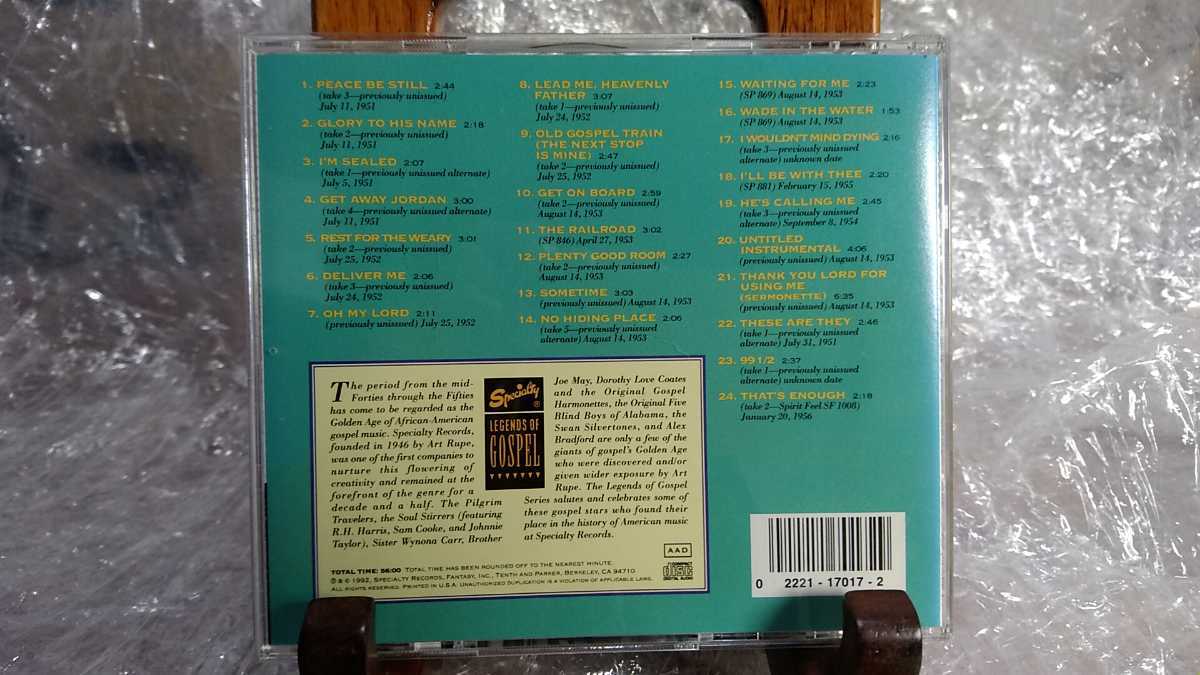 1. PEACE BE STILL 2:44
(take 3—previously unissued)
July 11, 1951
2. GLORY TO HIS NAME 2:18
(take 2—previously unissued)
July 11, 1951
3. I'M SEALED 2:07
(take 1—previously unissued alternate)
July 5, 1951
4. GET AWAY JORDAN 3:00
(take 4—previously unissued alternate)
July 11, 1951
5. REST FOR THE WEARY 3:01
(take 2—previously unissued)
July 25, 1952
6. DELIVER ME 2:06
(take 3—previously unissued)
July 24, 1952
7. OH MY LORD 2:11
(previously unissued) July 25, 1952
8. LEAD ME, HEAVENLY
FATHER 3:07
(take 1—previously unissued)
July 24, 1952
9. OLD GOSPEL TRAIN
(THE NEXT STOP
IS MINE) 2:47
(take 2—previously unissued)
July 25, 1952
10. GET ON BOARD 2:59
(take 2—previously unissued)
August 14, 1953
11. THE RAILROAD 3:02
(SP 846) April 27, 1953
12. PLENTY GOOD ROOM 2:27
(take 2—previously unissued)
August 14, 1953
13. SOMETIME 3:03
(previously unissued) August 14, 1953
14. NO HIDING PLACE 2:06
(take 5—previously unissued
alternate) August 14, 1953
15. WAITING FOR ME 2:23
(SP 869) August 14, 1953
16. WADE IN THE WATER 1:53
(SP 869) August 14, 1953
17. I WOULDN'T MIND DYING 2:16
(take 3—previously unissued
alternate) unknown date
18. I'LL BE WITH THEE 2:20
(SP 881) February 15, 1955
19. HE'S CALLING ME 2:45
(take 3—previously unissued
alternate) September 8, 1954
20. UNTITLED
INSTRUMENTAL 4:06
(previously unissued) August 14, 1953
21. THANK YOU LORD FOR
USING ME
(SERMONETTE) 6:35
(previously unissued) August 14, 1953
22. THESE ARE THEY 2:46
(take 1—previously unissued
alternate) July 31, 1951
23. 99 1/2 2:37
(take 1—previously unissued
alternate) unknown date
24. THAT'S ENOUGH 2:18
(take 2—Spirit Feel SF 1008)
January 20, 1956
The period from the mid-
Forties through the Fifties
has come to be regarded as the
Golden Age of African-American
gospel music. Specialty Records,
founded in 1946 by Art Rupe,
was one of the first companies to
nurture this flowering of
creativity and remained at the
forefront of the genre for a
decade and a half. The Pilgrim
Travelers, the Soul Stirrers (featuring
R.H. Harris, Sam Cooke, and Johnnie
Taylor), Sister Wynona Carr, Brother
Specialty ®
LEGENDS OF
GOSPEL
Joe May, Dorothy Love Coates
and the Original Gospel
Harmonettes, the Original Five
Blind Boys of Alabama, the
Swan Silvertones, and Alex
Bradford are only a few of the
giants of gospel's Golden Age
who were discovered and/or
given wider exposure by Art
Rupe. The Legends of Gospel
Series salutes and celebrates some of
these gospel stars who found their
place in the history of American music
at Specialty Records.
AAD
COMPACT
disc
DIGITAL AUDIO
TOTAL TIME: 56:00 TOTAL TIME HAS BEEN ROUNDED OFF TO THE NEAREST MINUTE.
℗ & © 1992, SPECIALTY RECORDS, FANTASY, INC., TENTH AND PARKER, BERKELEY, CA 94710
ALL RIGHTS RESERVED. PRINTED IN U.S.A. UNAUTHORIZED DUPLICATION IS A VIOLATION OF APPLICABLE LAWS.
0 2221-17017-2